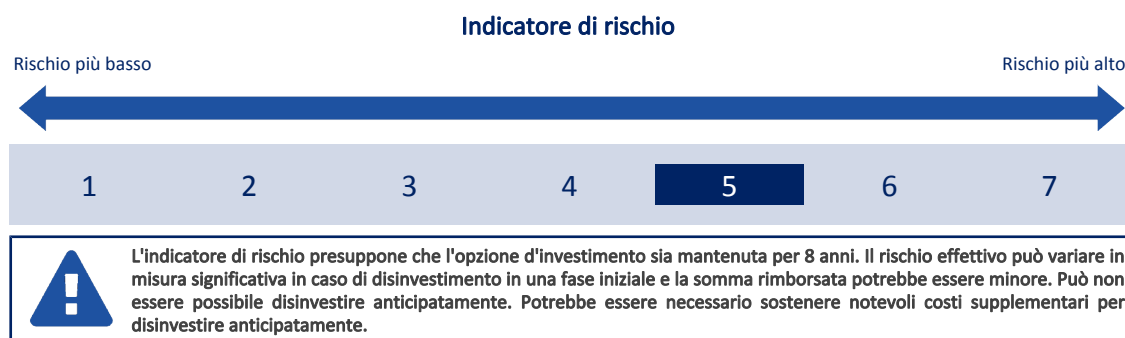 Indicatore di rischio
Rischio più basso
Rischio più alto
1 2 3 4 5 6 7
L'indicatore di rischio presuppone che l'opzione d'investimento sia mantenuta per 8 anni. Il rischio effettivo può variare in
misura significativa in caso di disinvestimento in una fase iniziale e la somma rimborsata potrebbe essere minore. Può non
essere possibile disinvestire anticipatamente. Potrebbe essere necessario sostenere notevoli costi supplementari per
disinvestire anticipatamente.